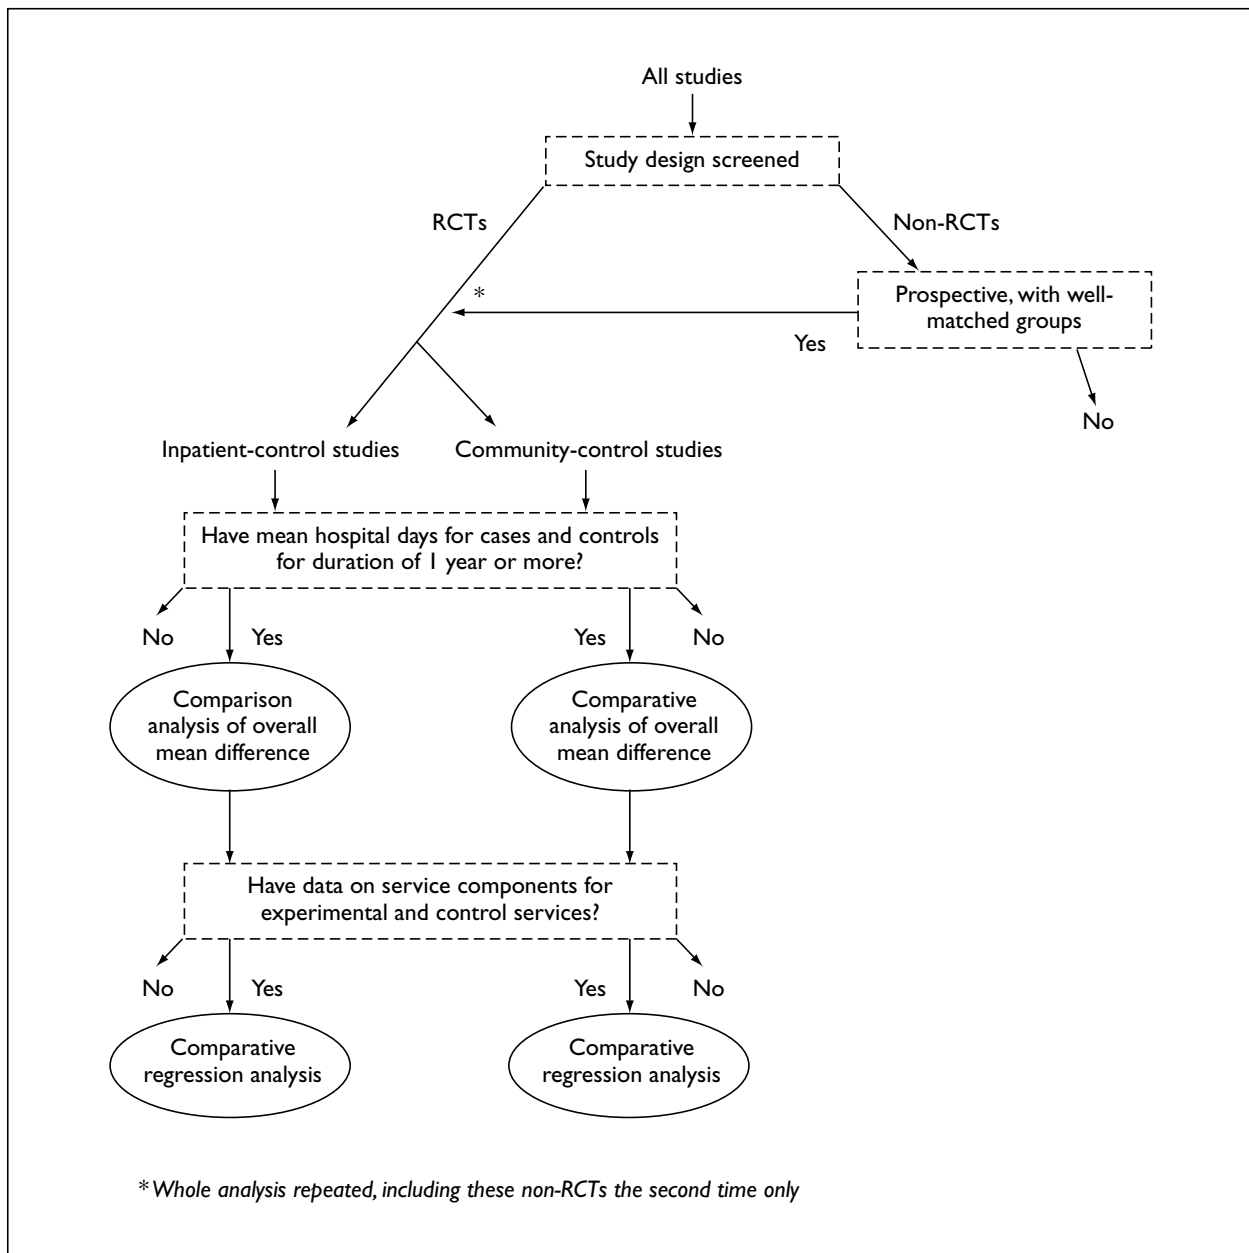 All studies
Study design screened
RCTs
Non-RCTs
*
Prospective, with well-
matched groups
Yes
No
Inpatient-control studies
Community-control studies
Have mean hospital days for cases and controls
for duration of 1 year or more?
No
Yes
Yes
No
Comparison
analysis of overall
mean difference
Comparative
analysis of overall
mean difference
Have data on service components for
experimental and control services?
No
Yes
Yes
No
Comparative
regression analysis
Comparative
regression analysis
* Whole analysis repeated, including these non-RCTs the second time only